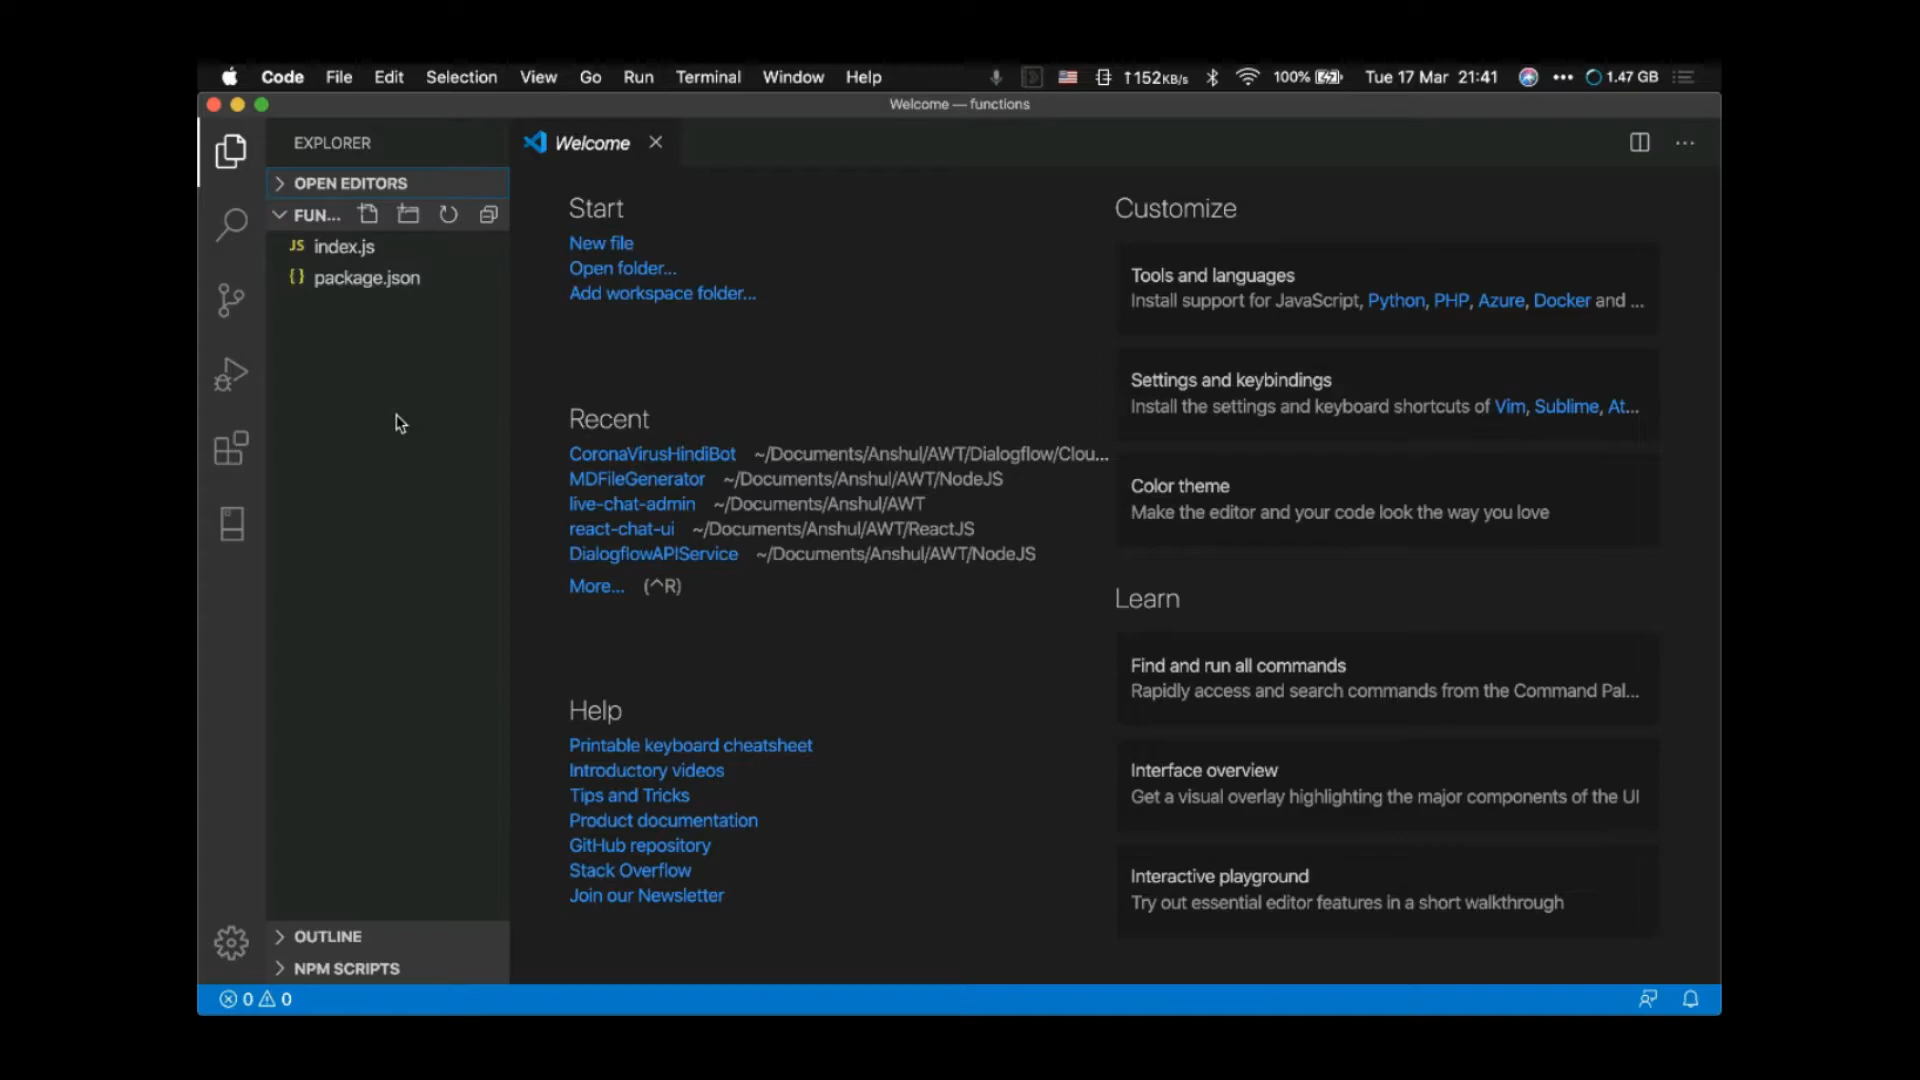 Code File Edit Selection View Go Run Terminal Window Help ↑152KB/s 100% Tue 17 Mar 21:41 ••• 1.47 GB
Welcome — functions
EXPLORER
Welcome
OPEN EDITORS
FUN...
JS index.js
{} package.json
OUTLINE
NPM SCRIPTS
Start
New file
Open folder...
Add workspace folder...
Recent
CoronaVirusHindiBot ~/Documents/Anshul/AWT/Dialogflow/Clou...
MDFileGenerator ~/Documents/Anshul/AWT/NodeJS
live-chat-admin ~/Documents/Anshul/AWT
react-chat-ui ~/Documents/Anshul/AWT/ReactJS
DialogflowAPIService ~/Documents/Anshul/AWT/NodeJS
More... (^R)
Help
Printable keyboard cheatsheet
Introductory videos
Tips and Tricks
Product documentation
GitHub repository
Stack Overflow
Join our Newsletter
Customize
Tools and languages
Install support for JavaScript, Python, PHP, Azure, Docker and ...
Settings and keybindings
Install the settings and keyboard shortcuts of Vim, Sublime, At...
Color theme
Make the editor and your code look the way you love
Learn
Find and run all commands
Rapidly access and search commands from the Command Pal...
Interface overview
Get a visual overlay highlighting the major components of the UI
Interactive playground
Try out essential editor features in a short walkthrough
0 0